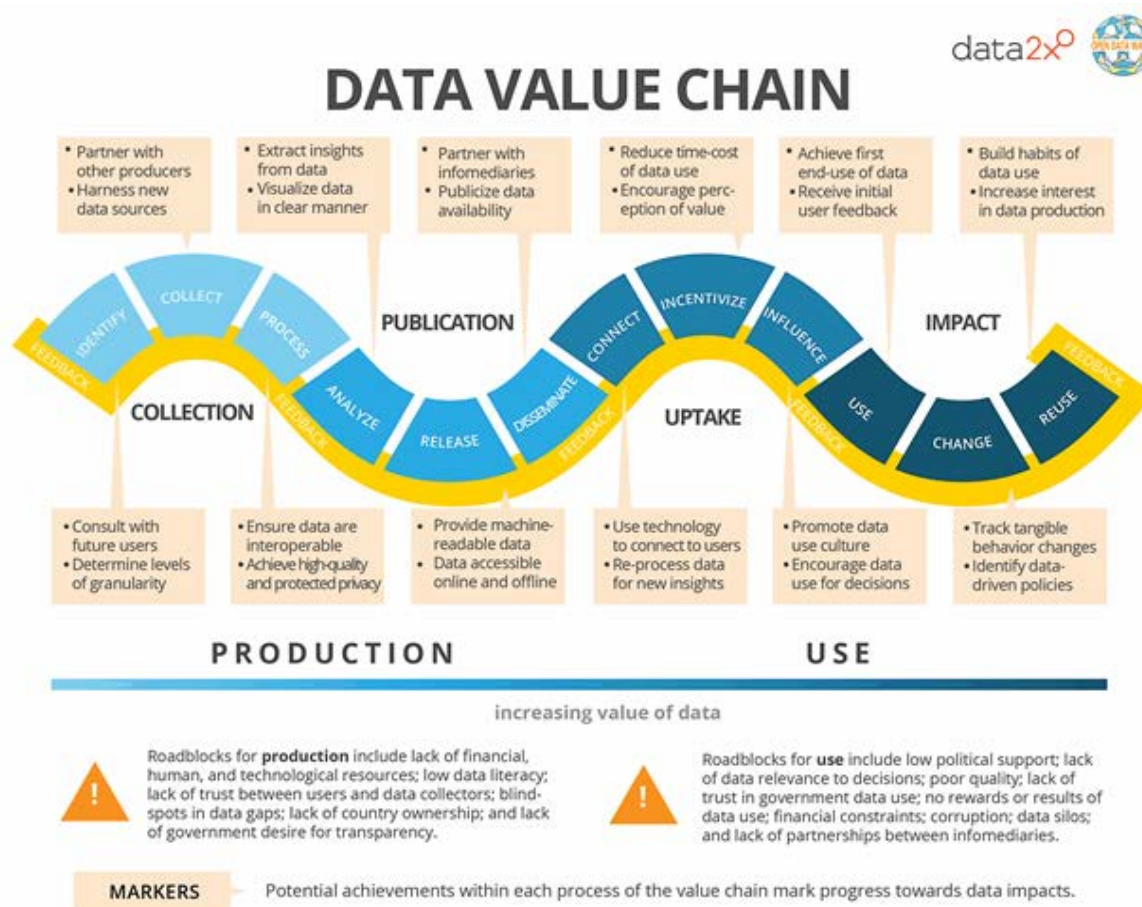 data2x
OPEN DATA WA
DATA VALUE CHAIN
• Partner with
other producers
• Harness new
data sources
• Extract insights
from data
• Visualize data
in clear manner
• Partner with
infomediaries
• Publicize data
availability
• Reduce time-cost
of data use
• Encourage perc-
eption of value
• Achieve first
end-use of data
• Receive initial
user feedback
• Build habits of
data use
• Increase interest
in data production
IDENTIFY
COLLECT
PROCESS
ANALYZE
RELEASE
DISSEMINATE
CONNECT
INCENTIVIZE
INFLUENCE
USE
CHANGE
REUSE
FEEDBACK
FEEDBACK
FEEDBACK
FEEDBACK
FEEDBACK
COLLECTION
PUBLICATION
UPTAKE
IMPACT
• Consult with
future users
• Determine levels
of granularity
• Ensure data are
interoperable
• Achieve high-quality
and protected privacy
• Provide machine-
readable data
• Data accessible
online and offline
• Use technology
to connect to users
• Re-process data
for new insights
• Promote data
use culture
• Encourage data
use for decisions
• Track tangible
behavior changes
• Identify data-
driven policies
PRODUCTION
USE
increasing value of data
!
Roadblocks for production include lack of financial,
human, and technological resources; low data literacy;
lack of trust between users and data collectors; blind-
spots in data gaps; lack of country ownership; and lack
of government desire for transparency.
!
Roadblocks for use include low political support; lack
of data relevance to decisions; poor quality; lack of
trust in government data use; no rewards or results of
data use; financial constraints; corruption; data silos;
and lack of partnerships between infomediaries.
MARKERS
Potential achievements within each process of the value chain mark progress towards data impacts.